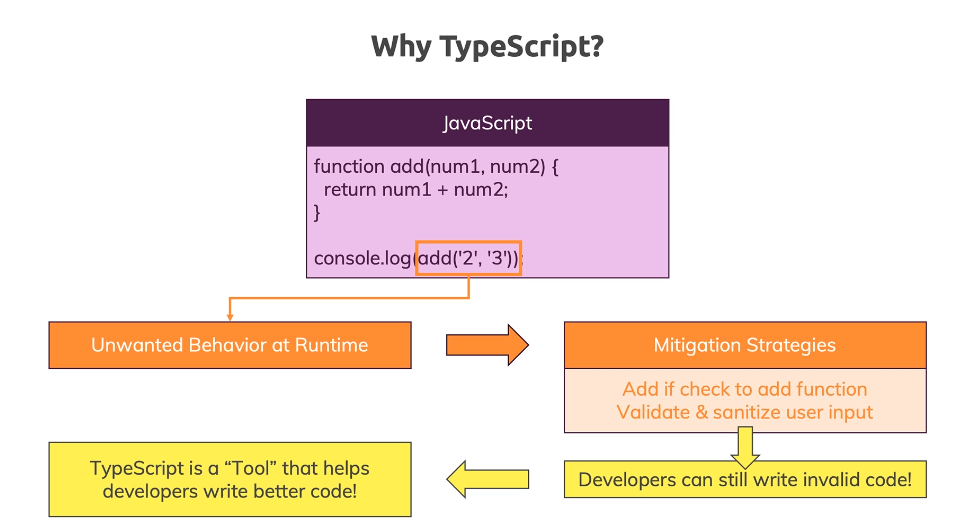 Why TypeScript?
JavaScript
function add(num1, num2) {
  return num1 + num2;
}
console.log(add('2', '3'));
Unwanted Behavior at Runtime
Mitigation Strategies
Add if check to add function
Validate & sanitize user input
Developers can still write invalid code!
TypeScript is a “Tool” that helps
developers write better code!